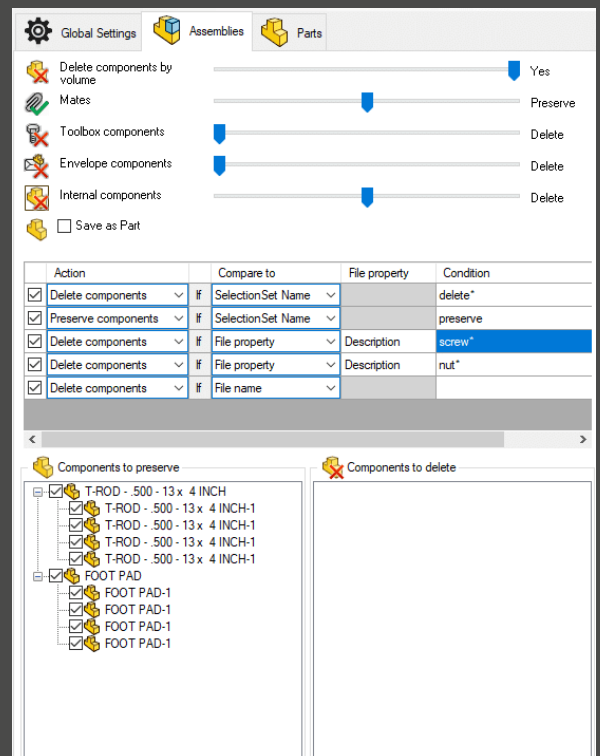 Global Settings Assemblies Parts
Delete components by
volume
Yes
Mates
Preserve
Toolbox components
Delete
Envelope components
Delete
Internal components
Delete
Save as Part
Action Compare to File property Condition
Delete components If SelectionSet Name delete*
Preserve components If SelectionSet Name preserve
Delete components If File property Description screw*
Delete components If File property Description nut*
Delete components If File name
Components to preserve
T-ROD - .500 - 13 x 4 INCH
T-ROD - .500 - 13 x 4 INCH-1
T-ROD - .500 - 13 x 4 INCH-1
T-ROD - .500 - 13 x 4 INCH-1
T-ROD - .500 - 13 x 4 INCH-1
FOOT PAD
FOOT PAD-1
FOOT PAD-1
FOOT PAD-1
FOOT PAD-1
Components to delete